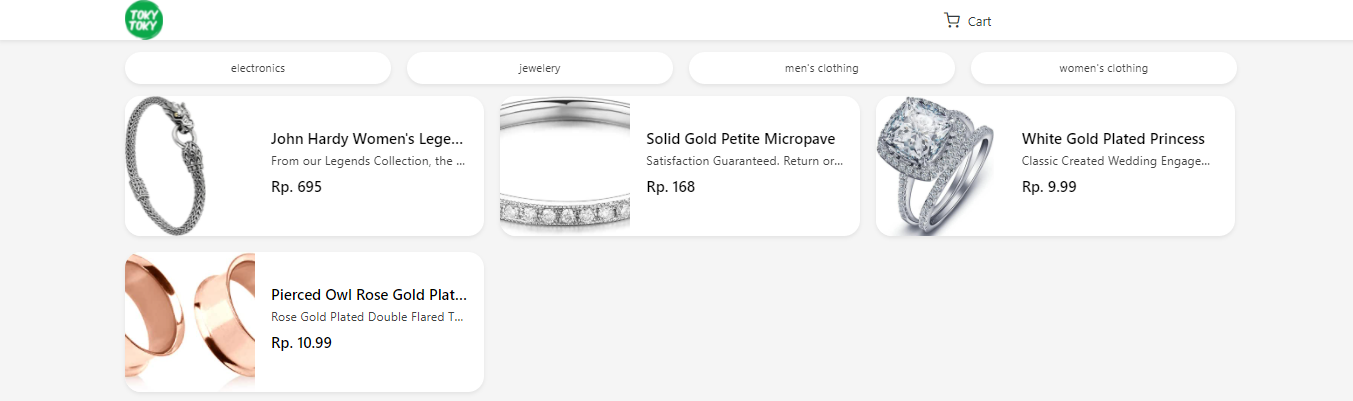 TOKY
TOKY
Cart
electronics
jewelery
men's clothing
women's clothing
John Hardy Women's Lege...
From our Legends Collection, the ...
Rp. 695
Solid Gold Petite Micropave
Satisfaction Guaranteed. Return or...
Rp. 168
White Gold Plated Princess
Classic Created Wedding Engage...
Rp. 9.99
Pierced Owl Rose Gold Plat...
Rose Gold Plated Double Flared T...
Rp. 10.99